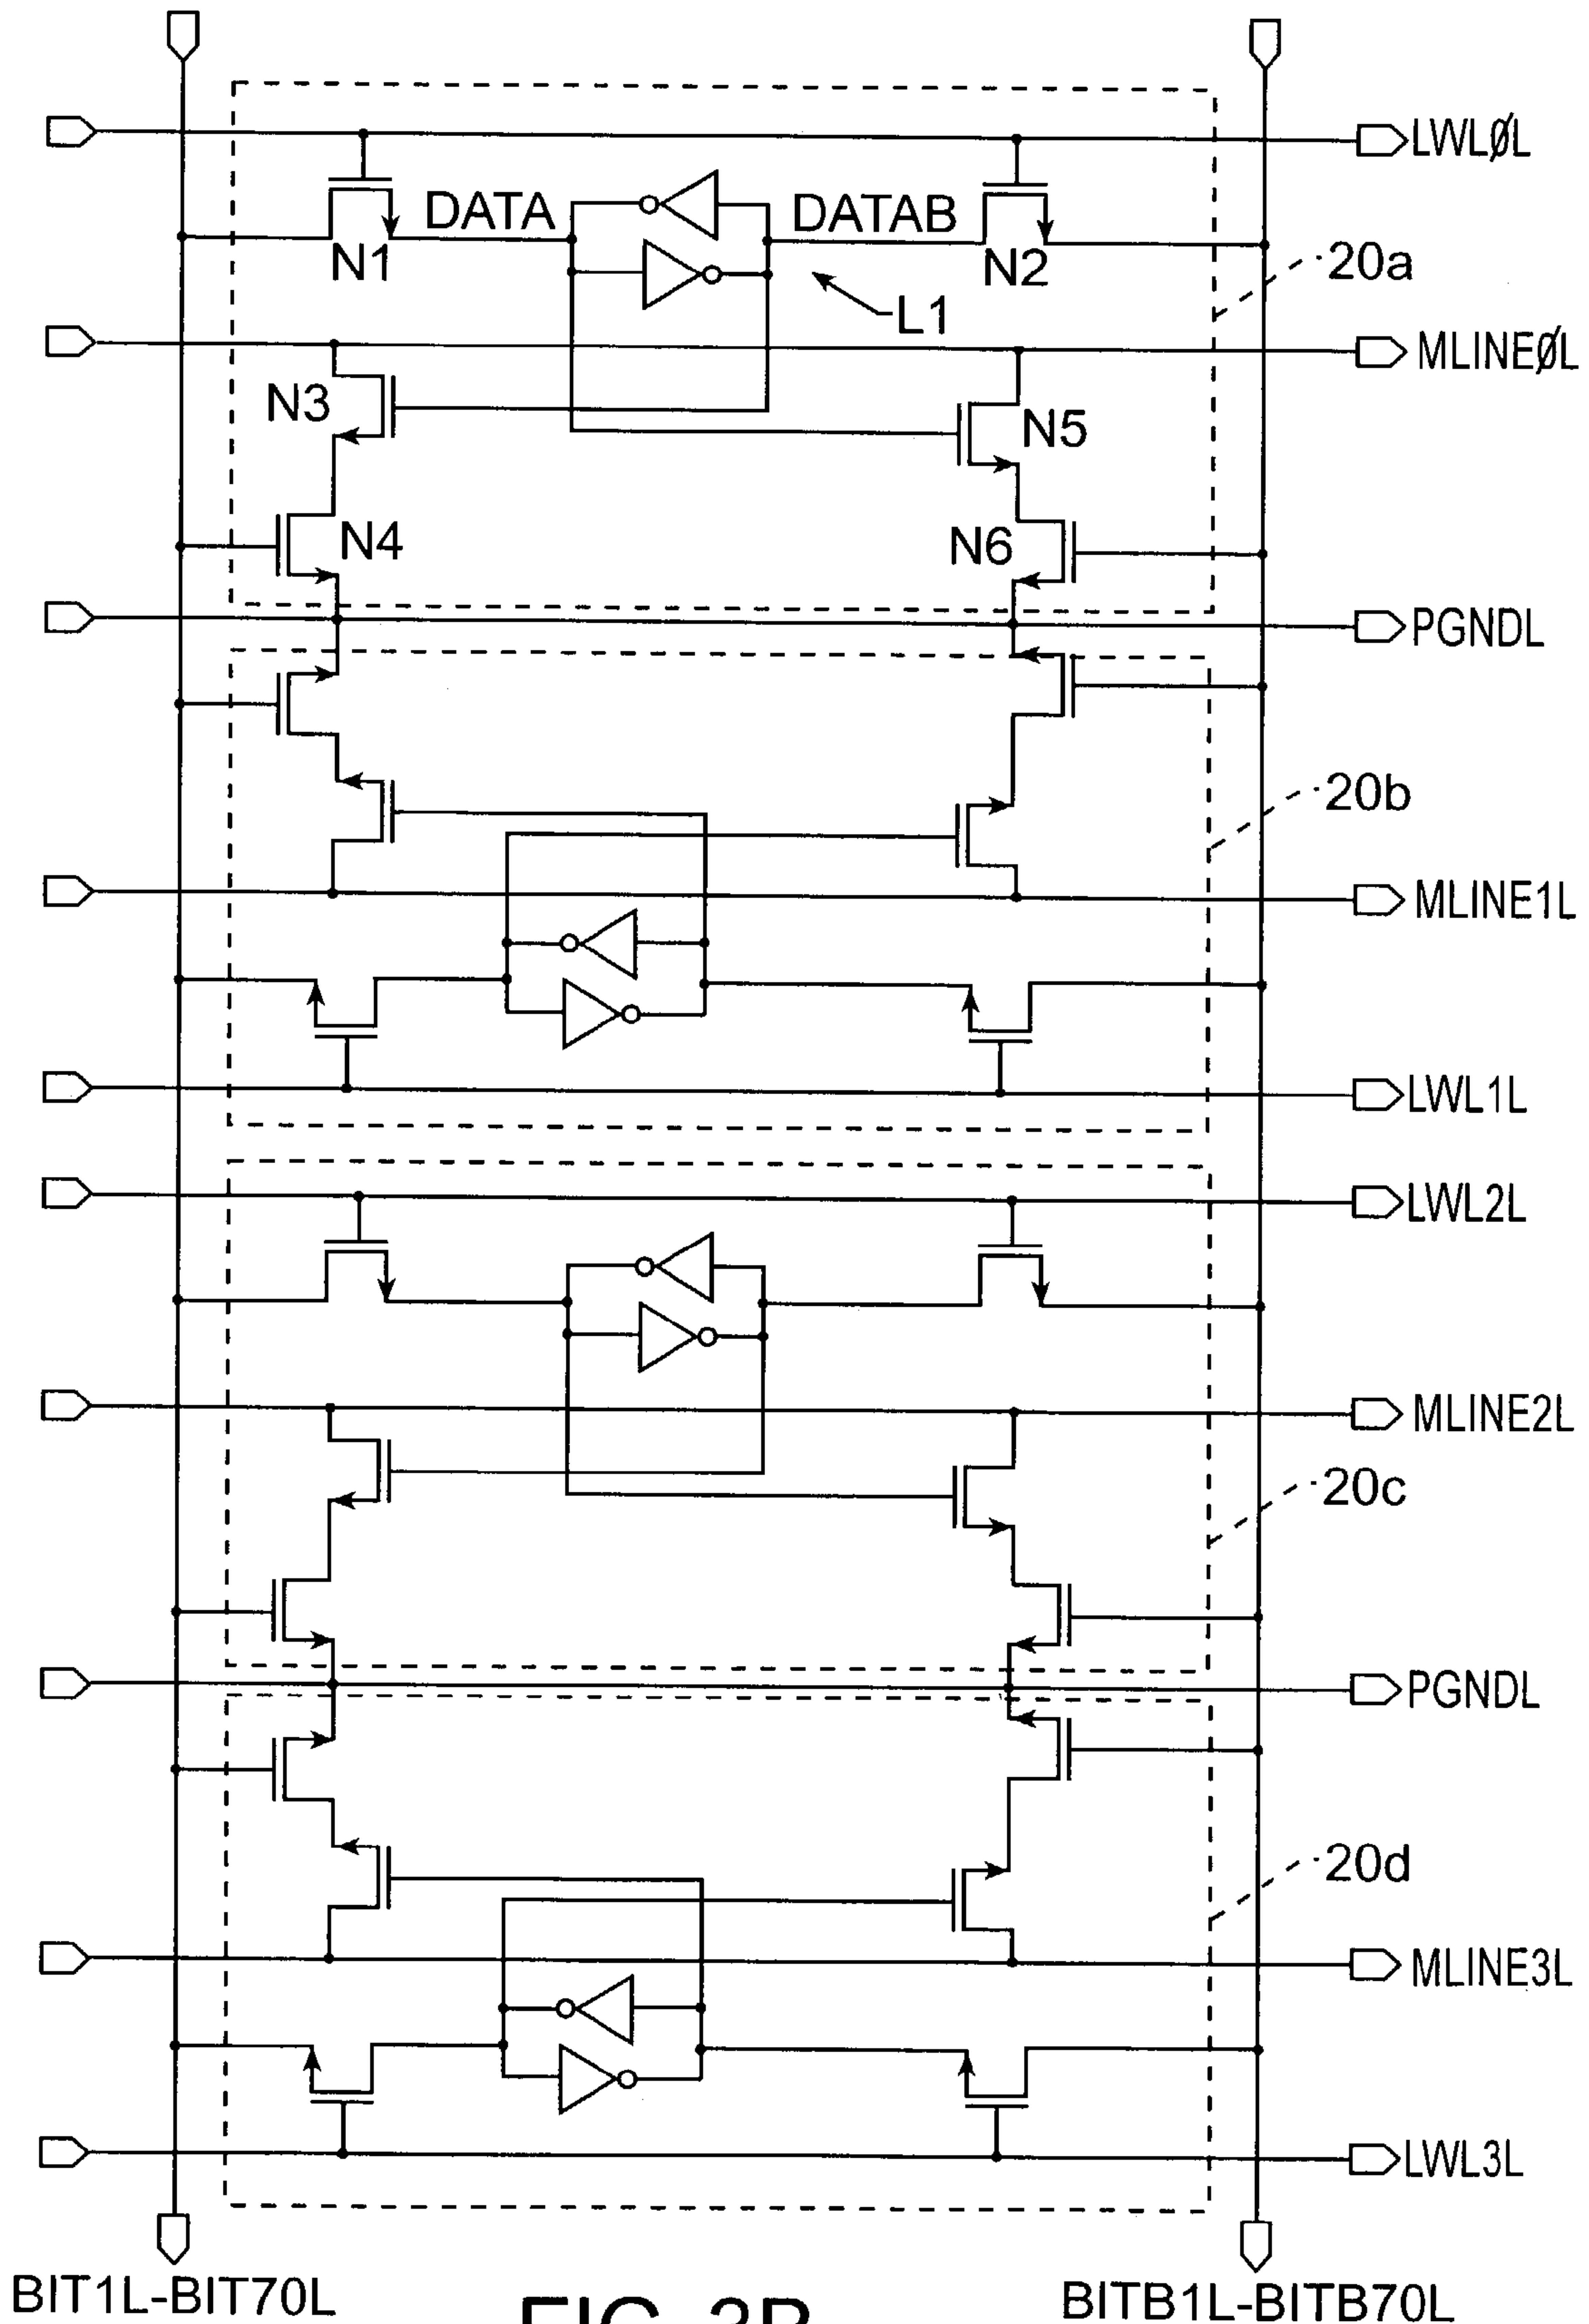 LWLØL
DATA
DATAB
N1
N2
20a
L1
MLINEØL
N3
N5
N4
N6
PGNDL
20b
MLINE1L
LWL1L
LWL2L
MLINE2L
20c
PGNDL
20d
MLINE3L
LWL3L
BIT1L-BIT70L
BITB1L-BITB70L